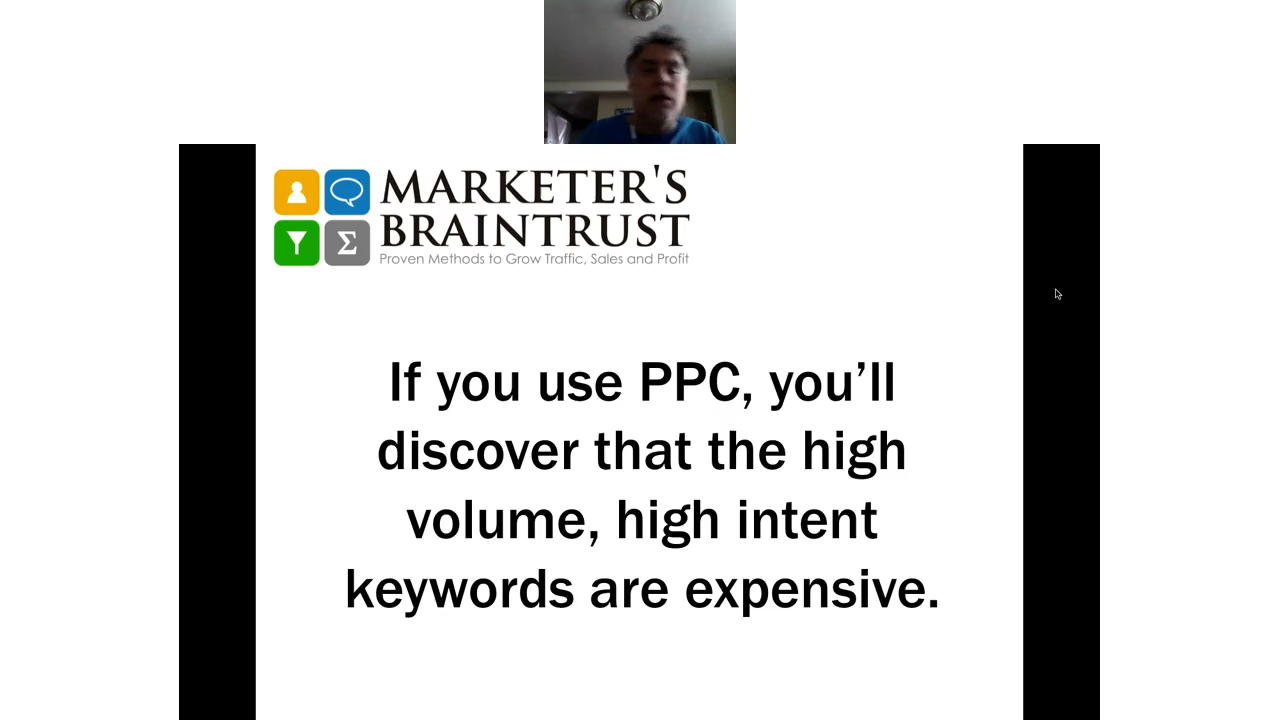 MARKETER'S
BRAINTRUST
Proven Methods to Grow Traffic, Sales and Profit
If you use PPC, you’ll
discover that the high
volume, high intent
keywords are expensive.